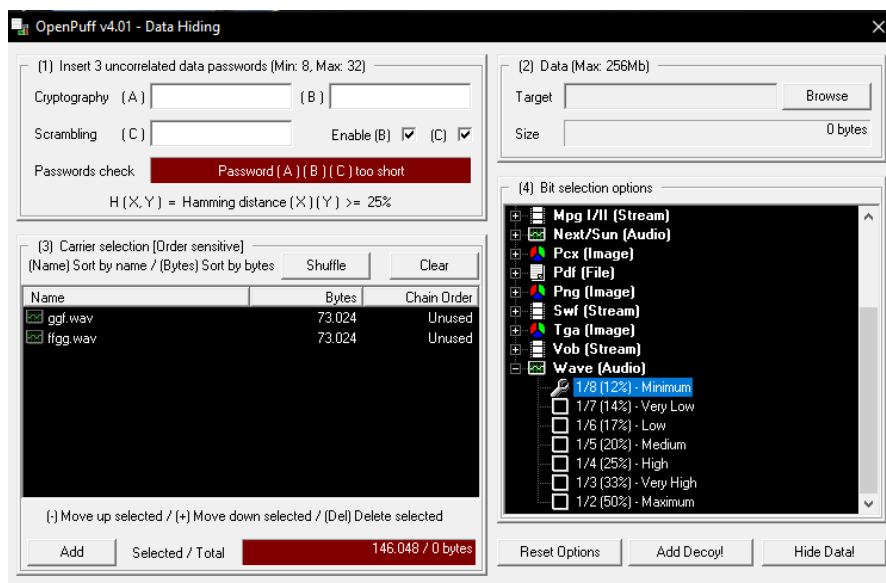 OpenPuff v4.01 - Data Hiding
(1) Insert 3 uncorrelated data passwords (Min: 8, Max: 32)
Cryptography (A) (B)
Scrambling (C) Enable (B) (C)
Passwords check Password (A) (B) (C) too short
H (X,Y) = Hamming distance (X)(Y) >= 25%
(2) Data (Max: 256Mb)
Target Browse
Size 0 bytes
(3) Carrier selection [Order sensitive]
(Name) Sort by name / (Bytes) Sort by bytes Shuffle Clear
Name Bytes Chain Order
ggf.wav 73.024 Unused
ffgg.wav 73.024 Unused
(-) Move up selected / (+) Move down selected / (Del) Delete selected
Add Selected / Total 146.048 / 0 bytes
(4) Bit selection options
Mpg I/II (Stream)
Next/Sun (Audio)
Pcx (Image)
Pdf (File)
Png (Image)
Swf (Stream)
Tga (Image)
Vob (Stream)
Wave (Audio)
1/8 (12%) - Minimum
1/7 (14%) - Very Low
1/6 (17%) - Low
1/5 (20%) - Medium
1/4 (25%) - High
1/3 (33%) - Very High
1/2 (50%) - Maximum
Reset Options Add Decoy! Hide Data!